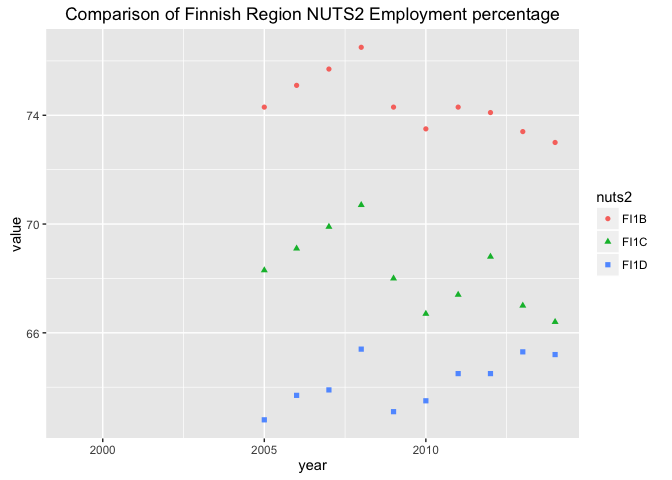 Comparison of Finnish Region NUTS2 Employment percentage
value
74
70
66
2000
2005
2010
year
nuts2
FI1B
FI1C
FI1D